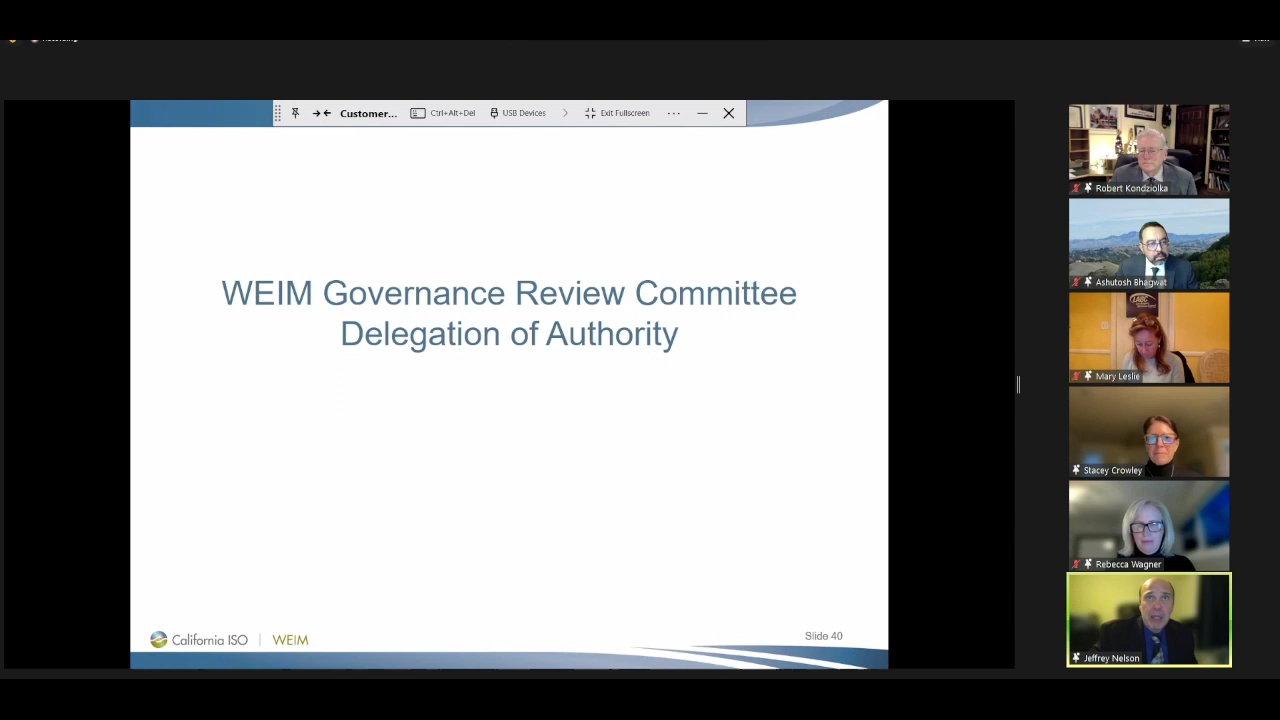 Customer... Ctrl+Alt+Del USB Devices Exit Fullscreen
WEIM Governance Review Committee
Delegation of Authority
California ISO | WEIM
Slide 40
Robert Kondziolka
Ashutosh Bhagwat
LABC
Mary Leslie
Stacey Crowley
Rebecca Wagner
Jeffrey Nelson